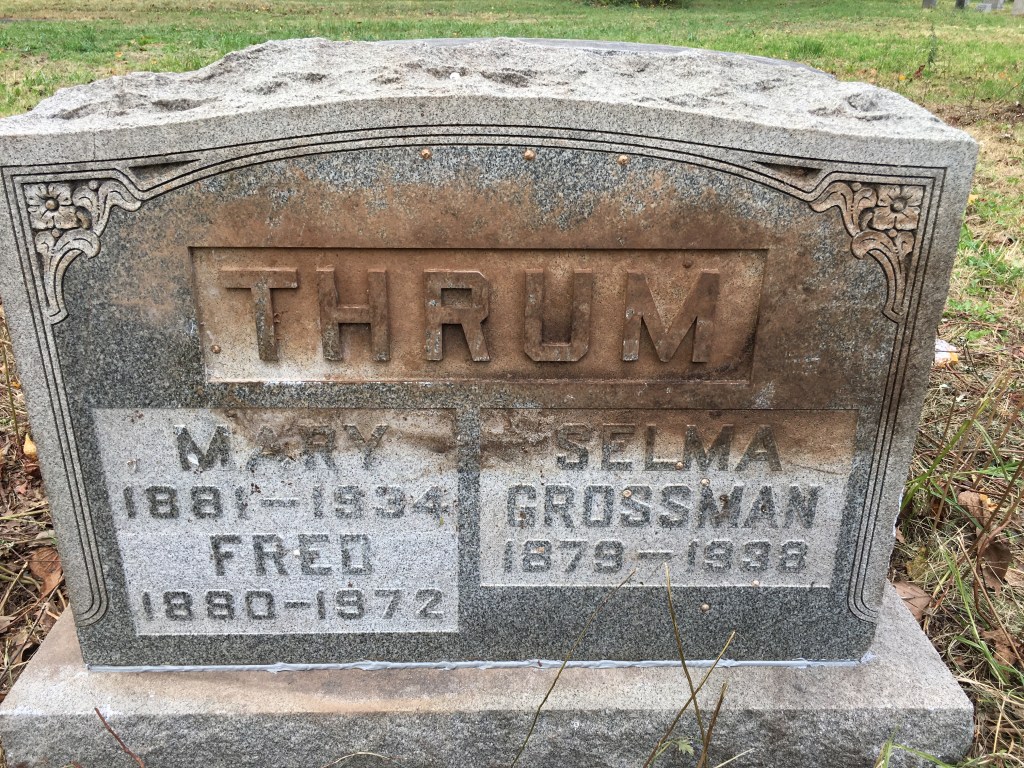 THRUM
MARY
1881-1934
FRED
1880-1972
SELMA
GROSSMAN
1879-1938